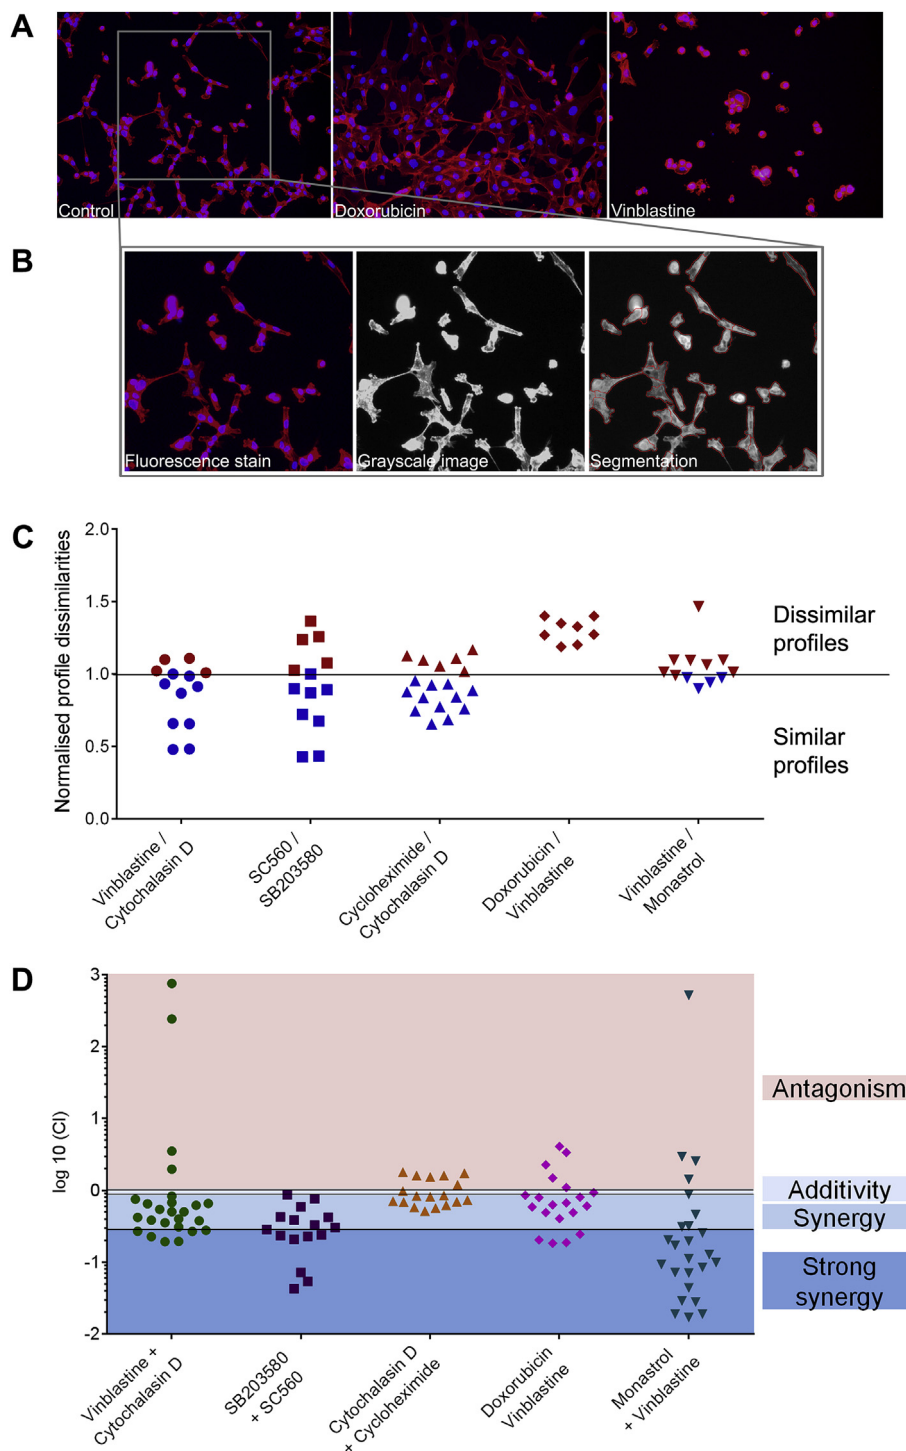 A
Control
Doxorubicin
Vinblastine
B
Fluorescence stain
Grayscale image
Segmentation
C
Normalised profile dissimilarities
2.0
1.5
1.0
0.5
0.0
Dissimilar
profiles
Similar
profiles
Vinblastine /
Cytochalasin D
SC560 /
SB203580
Cycloheximide /
Cytochalasin D
Doxorubicin /
Vinblastine
Vinblastine /
Monastrol
D
log 10 (CI)
3
2
1
0
-1
-2
Antagonism
Additivity
Synergy
Strong
synergy
Vinblastine +
Cytochalasin D
SB203580
+ SC560
Cytochalasin D
+ Cycloheximide
Doxorubicin
Vinblastine
Monastrol
+ Vinblastine